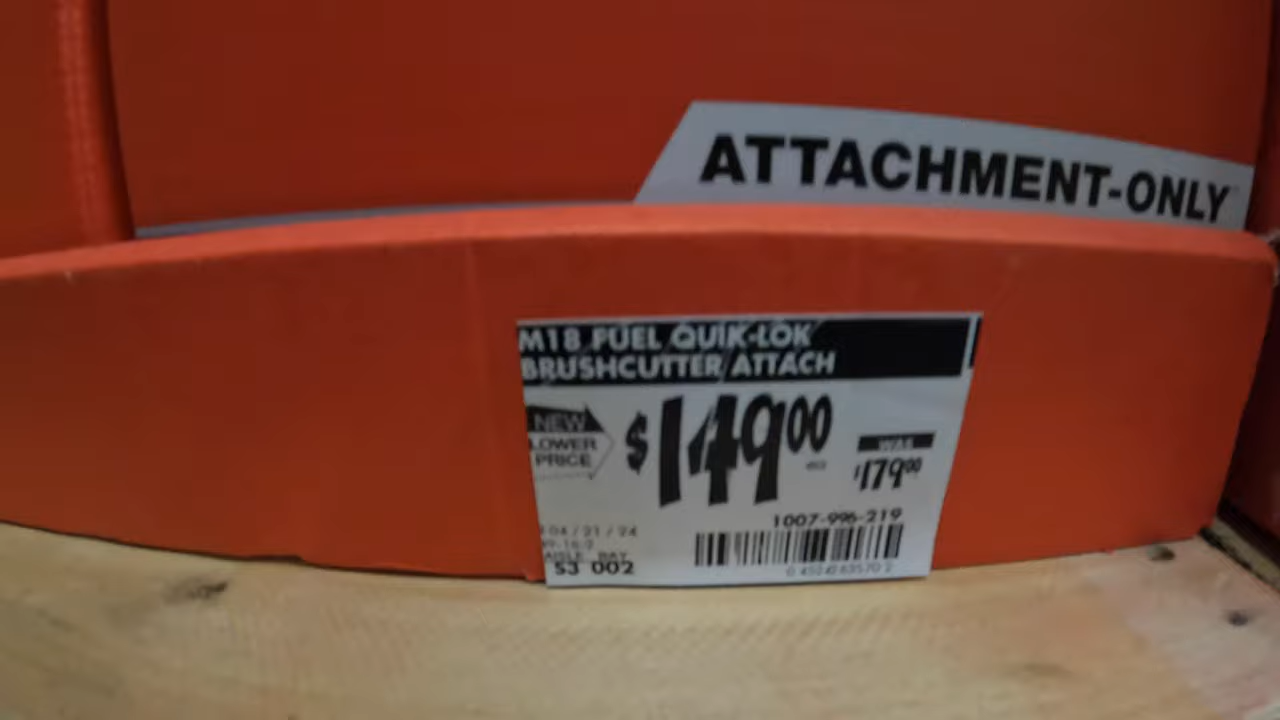 ATTACHMENT-ONLY
M18 FUEL QUIK-LOK
BRUSHCUTTER ATTACH
NEW
LOWER
PRICE
$149.00
WAS
$179.00
1007-996-219
04/21/24
AISLE BAY
53 002